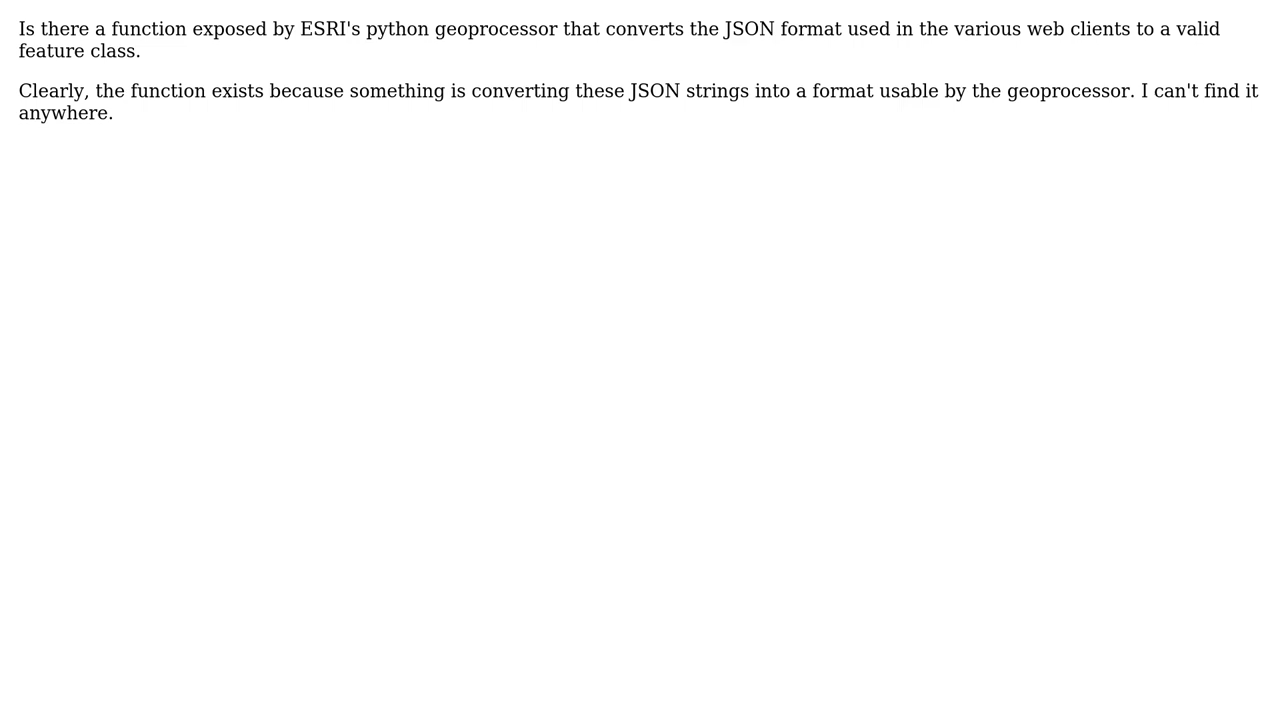 Is there a function exposed by ESRI's python geoprocessor that converts the JSON format used in the various web clients to a valid
feature class.
Clearly, the function exists because something is converting these JSON strings into a format usable by the geoprocessor. I can't find it
anywhere.